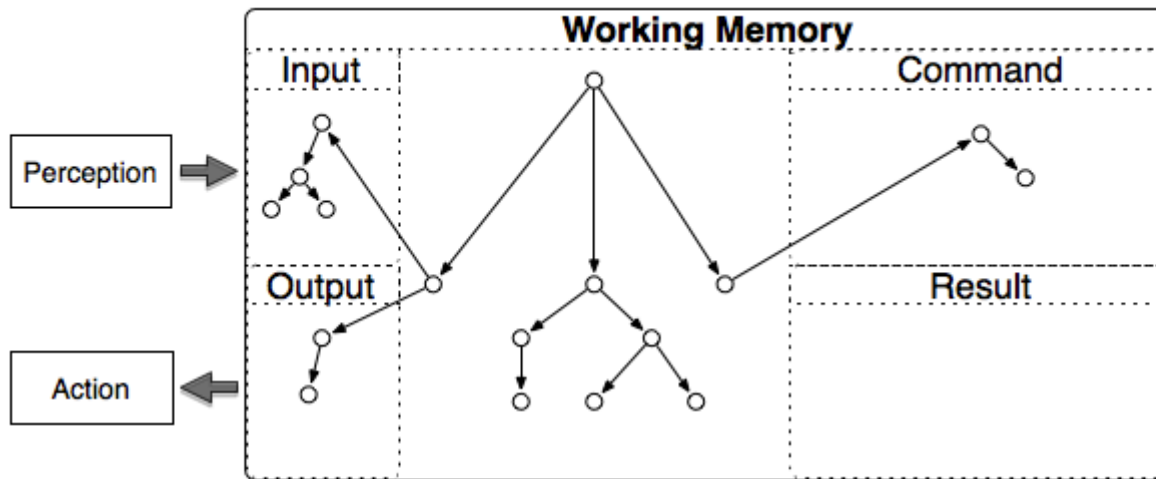 Working Memory
Input
Command
Perception
Output
Result
Action